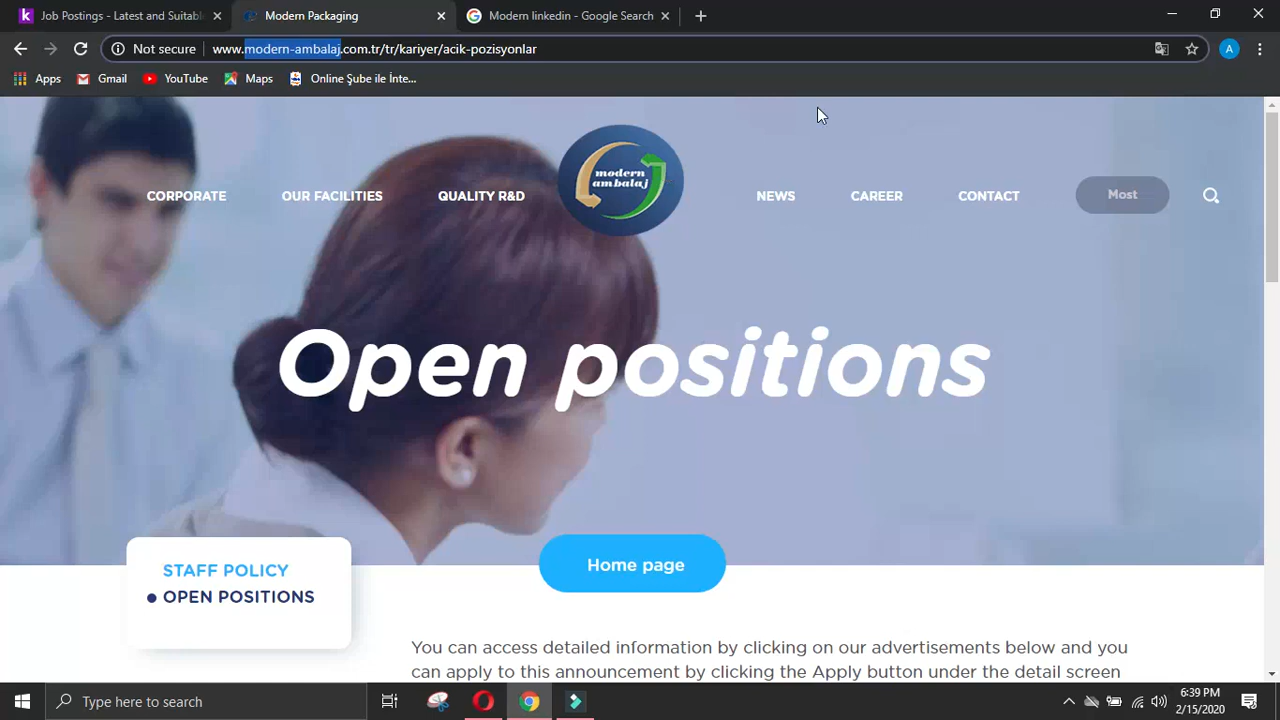 Job Postings - Latest and Suitabl
Modern Packaging
Modern linkedin - Google Search
Not secure
www.modern-ambalaj.com.tr/tr/kariyer/acik-pozisyonlar
A
Apps
Gmail
YouTube
Maps
Online Şube ile İnte...
CORPORATE
OUR FACILITIES
QUALITY R&D
modern
ambalaj
NEWS
CAREER
CONTACT
Most
Open positions
Home page
STAFF POLICY
OPEN POSITIONS
You can access detailed information by clicking on our advertisements below and you
can apply to this announcement by clicking the Apply button under the detail screen
Type here to search
6:39 PM
2/15/2020